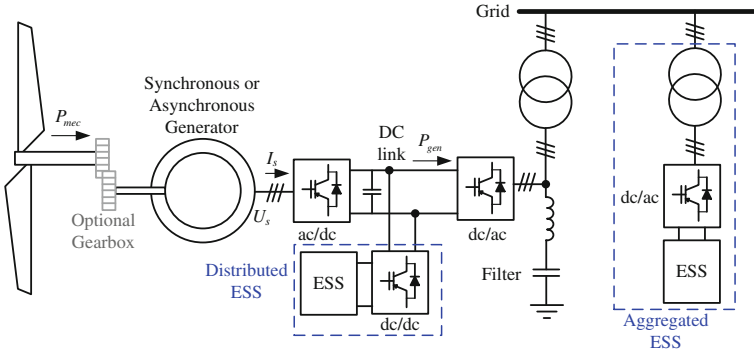 Grid
Synchronous or
Asynchronous
Generator
P_mec
I_s
DC
link
P_gen
dc/ac
Optional
Gearbox
U_s
ac/dc
dc/ac
ESS
Distributed
ESS
ESS
Filter
dc/dc
Aggregated
ESS